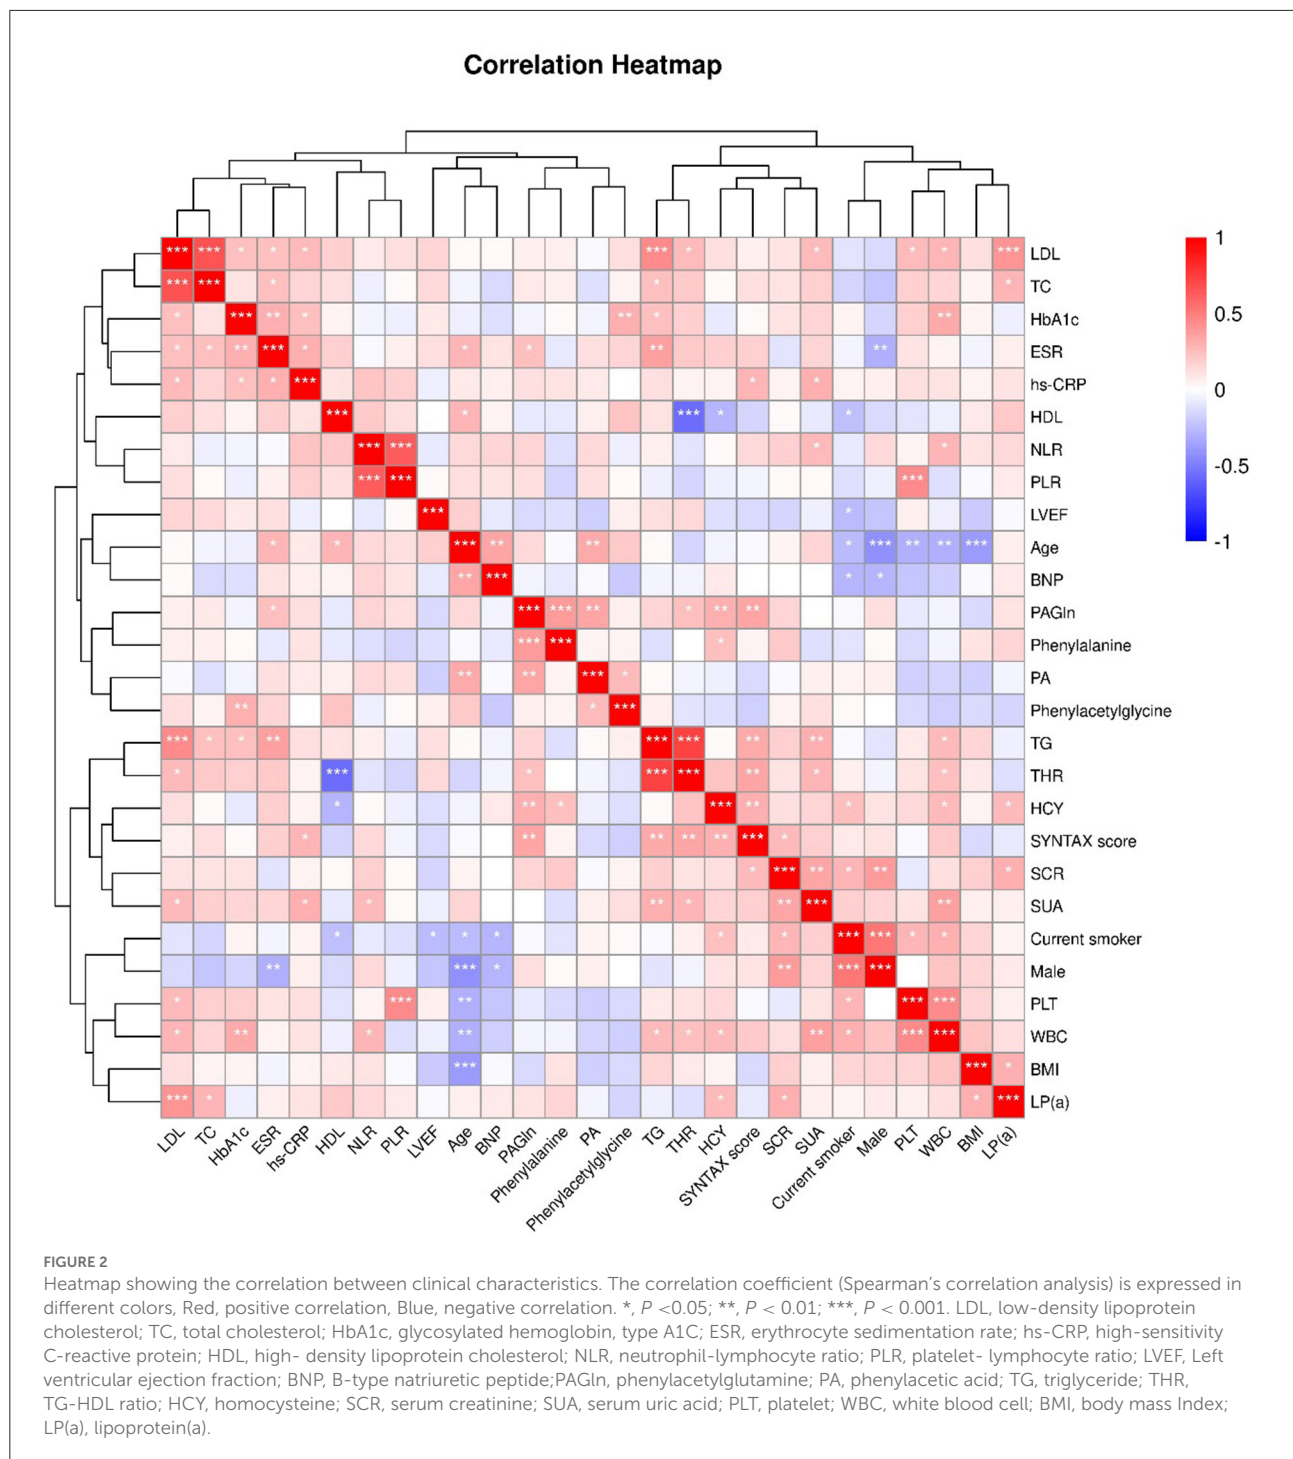 Correlation Heatmap
*** *** * * * *** * * * * ***
LDL
*** *** * * *
TC
* *** ** * ** * **
HbA1c
* * ** *** * * * ** **
ESR
* * * *** * *
hs-CRP
*** * *** * *
HDL
*** *** * *
NLR
*** *** ***
PLR
*** *
LVEF
* * *** ** ** * *** ** ** ***
Age
** *** * *
BNP
* *** *** ** * ** **
PAGln
*** *** *
Phenylalanine
** ** *** *
PA
** * ***
Phenylacetylglycine
*** * * ** *** *** ** ** *
TG
* *** * *** *** ** * *
THR
* ** * *** ** * * *
HCY
* ** ** ** ** *** *
SYNTAX score
* *** ** * ** *
SCR
* * * ** * ** *** **
SUA
* * * * * * *** *** * *
Current smoker
** *** * ** *** ***
Male
* *** ** * *** ***
PLT
* ** * ** * * * ** * *** ***
WBC
*** *** *
BMI
*** * * * * ***
LP(a)
1
0.5
0
-0.5
-1
LDL
TC
HbA1c
ESR
hs-CRP
HDL
NLR
PLR
LVEF
Age
BNP
PAGln
Phenylalanine
PA
Phenylacetylglycine
TG
THR
HCY
SYNTAX score
SCR
SUA
Current smoker
Male
PLT
WBC
BMI
LP(a)
FIGURE 2
Heatmap showing the correlation between clinical characteristics. The correlation coefficient (Spearman's correlation analysis) is expressed in
different colors, Red, positive correlation, Blue, negative correlation. *, P <0.05; **, P < 0.01; ***, P < 0.001. LDL, low-density lipoprotein
cholesterol; TC, total cholesterol; HbA1c, glycosylated hemoglobin, type A1C; ESR, erythrocyte sedimentation rate; hs-CRP, high-sensitivity
C-reactive protein; HDL, high- density lipoprotein cholesterol; NLR, neutrophil-lymphocyte ratio; PLR, platelet- lymphocyte ratio; LVEF, Left
ventricular ejection fraction; BNP, B-type natriuretic peptide;PAGln, phenylacetylglutamine; PA, phenylacetic acid; TG, triglyceride; THR,
TG-HDL ratio; HCY, homocysteine; SCR, serum creatinine; SUA, serum uric acid; PLT, platelet; WBC, white blood cell; BMI, body mass Index;
LP(a), lipoprotein(a).